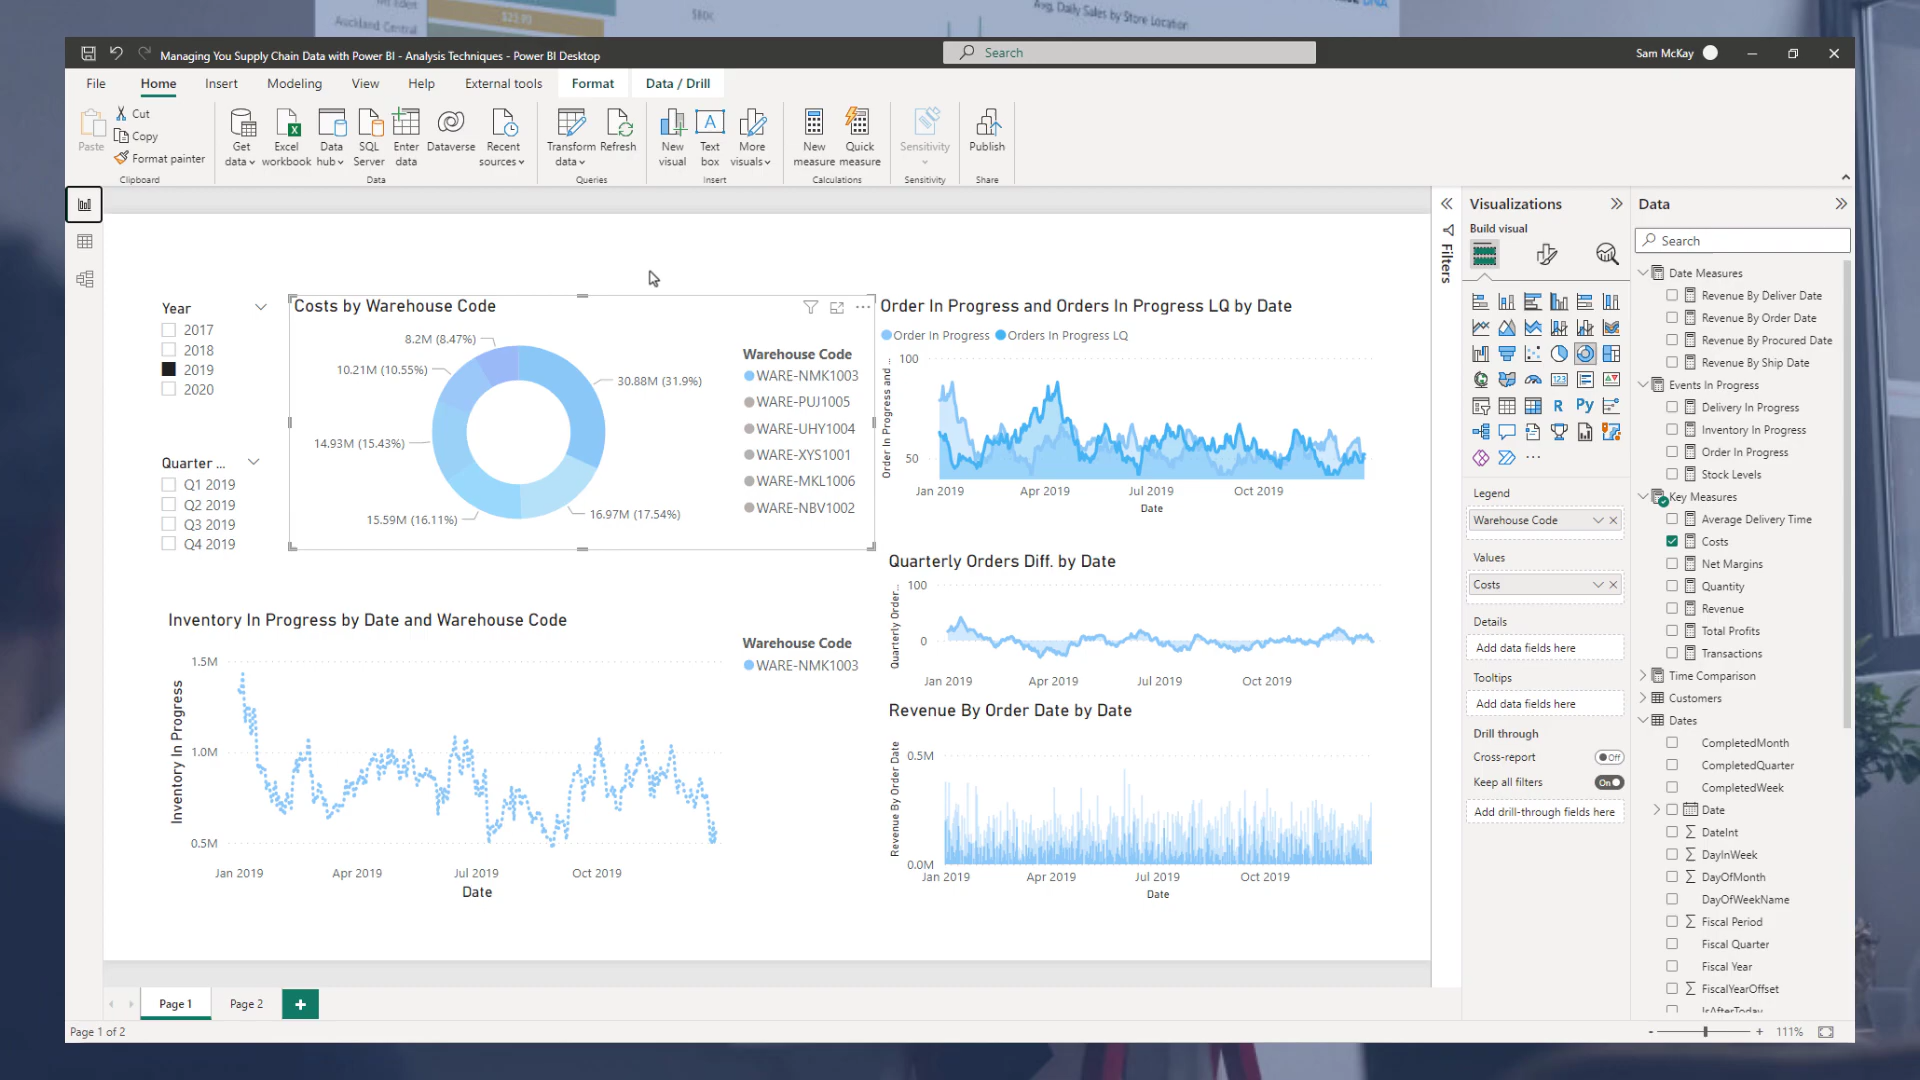 Mt Eden
Auckland Central
$23.93
$80K
Avg. Daily Sales by Store Location
DNA
Managing You Supply Chain Data with Power BI - Analysis Techniques - Power BI Desktop
Search
Sam McKay
File
Home
Insert
Modeling
View
Help
External tools
Format
Data / Drill
Paste
Cut
Copy
Format painter
Clipboard
Get data
Excel workbook
Data hub
SQL Server
Enter data
Dataverse
Recent sources
Data
Transform data
Refresh
Queries
New visual
Text box
More visuals
Insert
New measure
Quick measure
Calculations
Sensitivity
Sensitivity
Publish
Share
Year
2017
2018
2019
2020
Quarter ...
Q1 2019
Q2 2019
Q3 2019
Q4 2019
Costs by Warehouse Code
8.2M (8.47%)
10.21M (10.55%)
30.88M (31.9%)
14.93M (15.43%)
15.59M (16.11%)
16.97M (17.54%)
Warehouse Code
WARE-NMK1003
WARE-PUJ1005
WARE-UHY1004
WARE-XYS1001
WARE-MKL1006
WARE-NBV1002
Order In Progress and Orders In Progress LQ by Date
Order In Progress
Orders In Progress LQ
Order In Progress and ...
100
50
Jan 2019
Apr 2019
Jul 2019
Oct 2019
Date
Quarterly Orders Diff. by Date
Quarterly Order...
100
0
Jan 2019
Apr 2019
Jul 2019
Oct 2019
Inventory In Progress by Date and Warehouse Code
Warehouse Code
WARE-NMK1003
Inventory In Progress
1.5M
1.0M
0.5M
Jan 2019
Apr 2019
Jul 2019
Oct 2019
Date
Revenue By Order Date by Date
Revenue By Order Date
0.5M
0.0M
Jan 2019
Apr 2019
Jul 2019
Oct 2019
Date
Filters
Visualizations
Build visual
R
Py
123
...
Legend
Warehouse Code
Values
Costs
Details
Add data fields here
Tooltips
Add data fields here
Drill through
Cross-report
Off
Keep all filters
On
Add drill-through fields here
Data
Search
Date Measures
Revenue By Deliver Date
Revenue By Order Date
Revenue By Procured Date
Revenue By Ship Date
Events In Progress
Delivery In Progress
Inventory In Progress
Order In Progress
Stock Levels
Key Measures
Average Delivery Time
Costs
Net Margins
Quantity
Revenue
Total Profits
Transactions
Time Comparison
Customers
Dates
CompletedMonth
CompletedQuarter
CompletedWeek
Date
DateInt
DayInWeek
DayOfMonth
DayOfWeekName
Fiscal Period
Fiscal Quarter
Fiscal Year
FiscalYearOffset
IsAfterToday
Page 1
Page 2
+
Page 1 of 2
-
+
111%